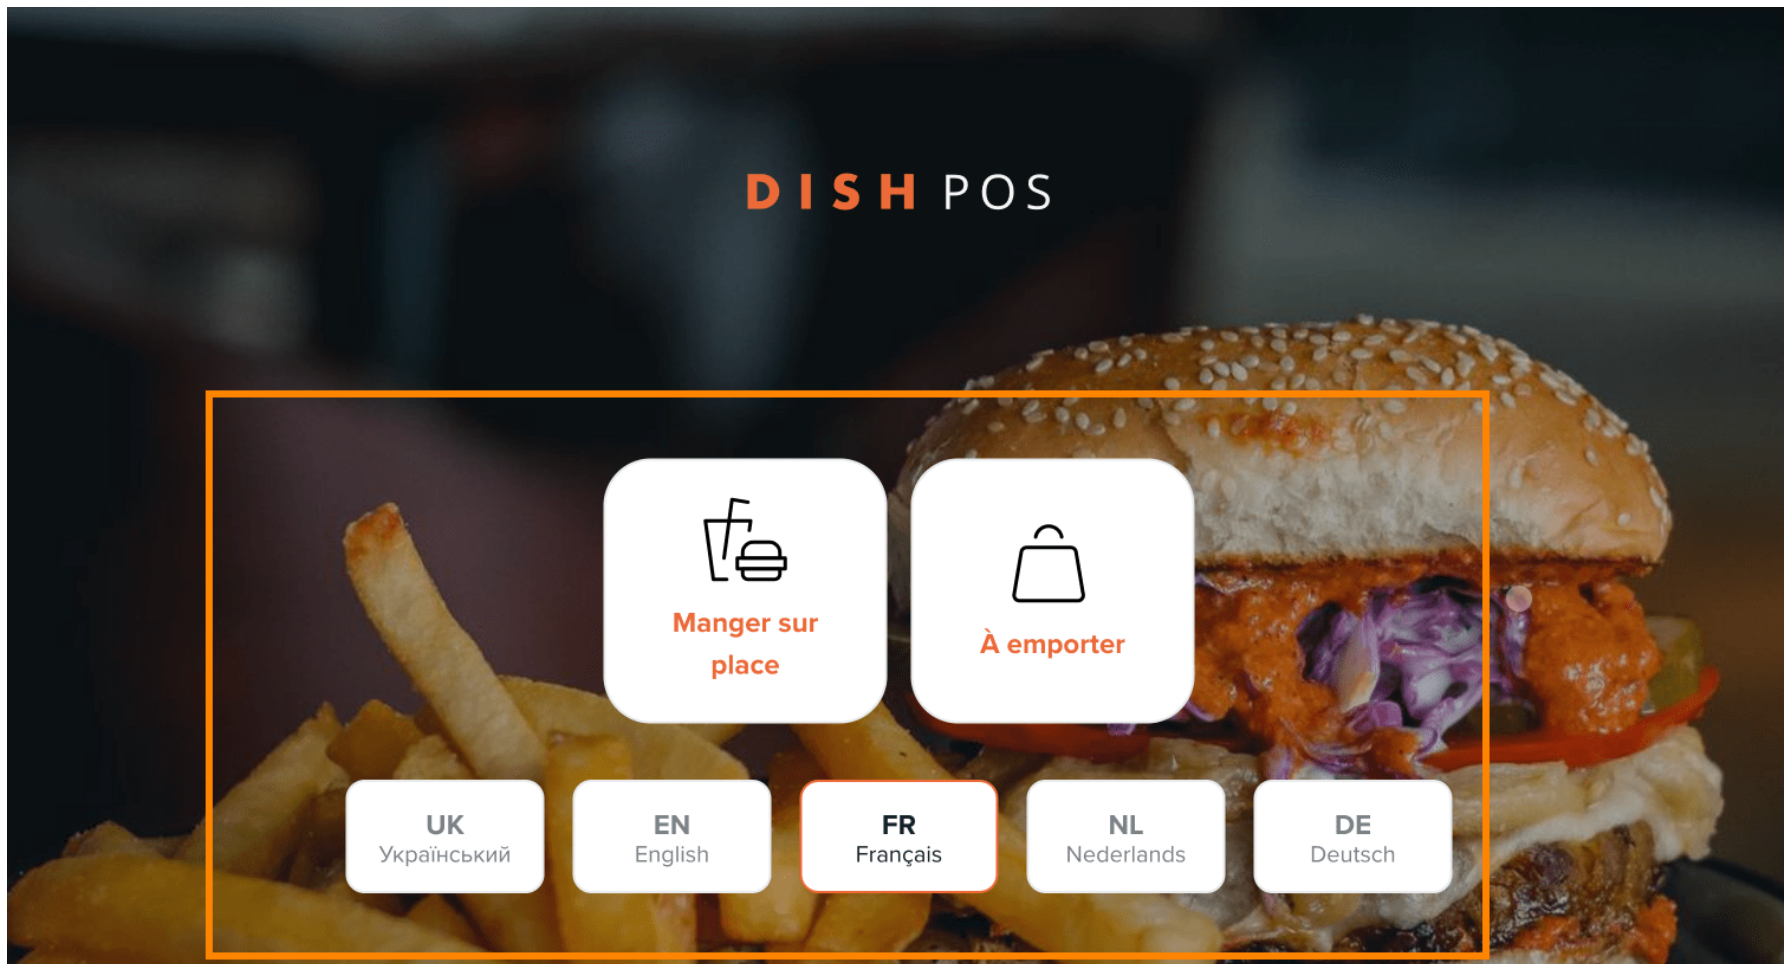 DISH POS
Manger sur
place
À emporter
UK
Український
EN
English
FR
Français
NL
Nederlands
DE
Deutsch